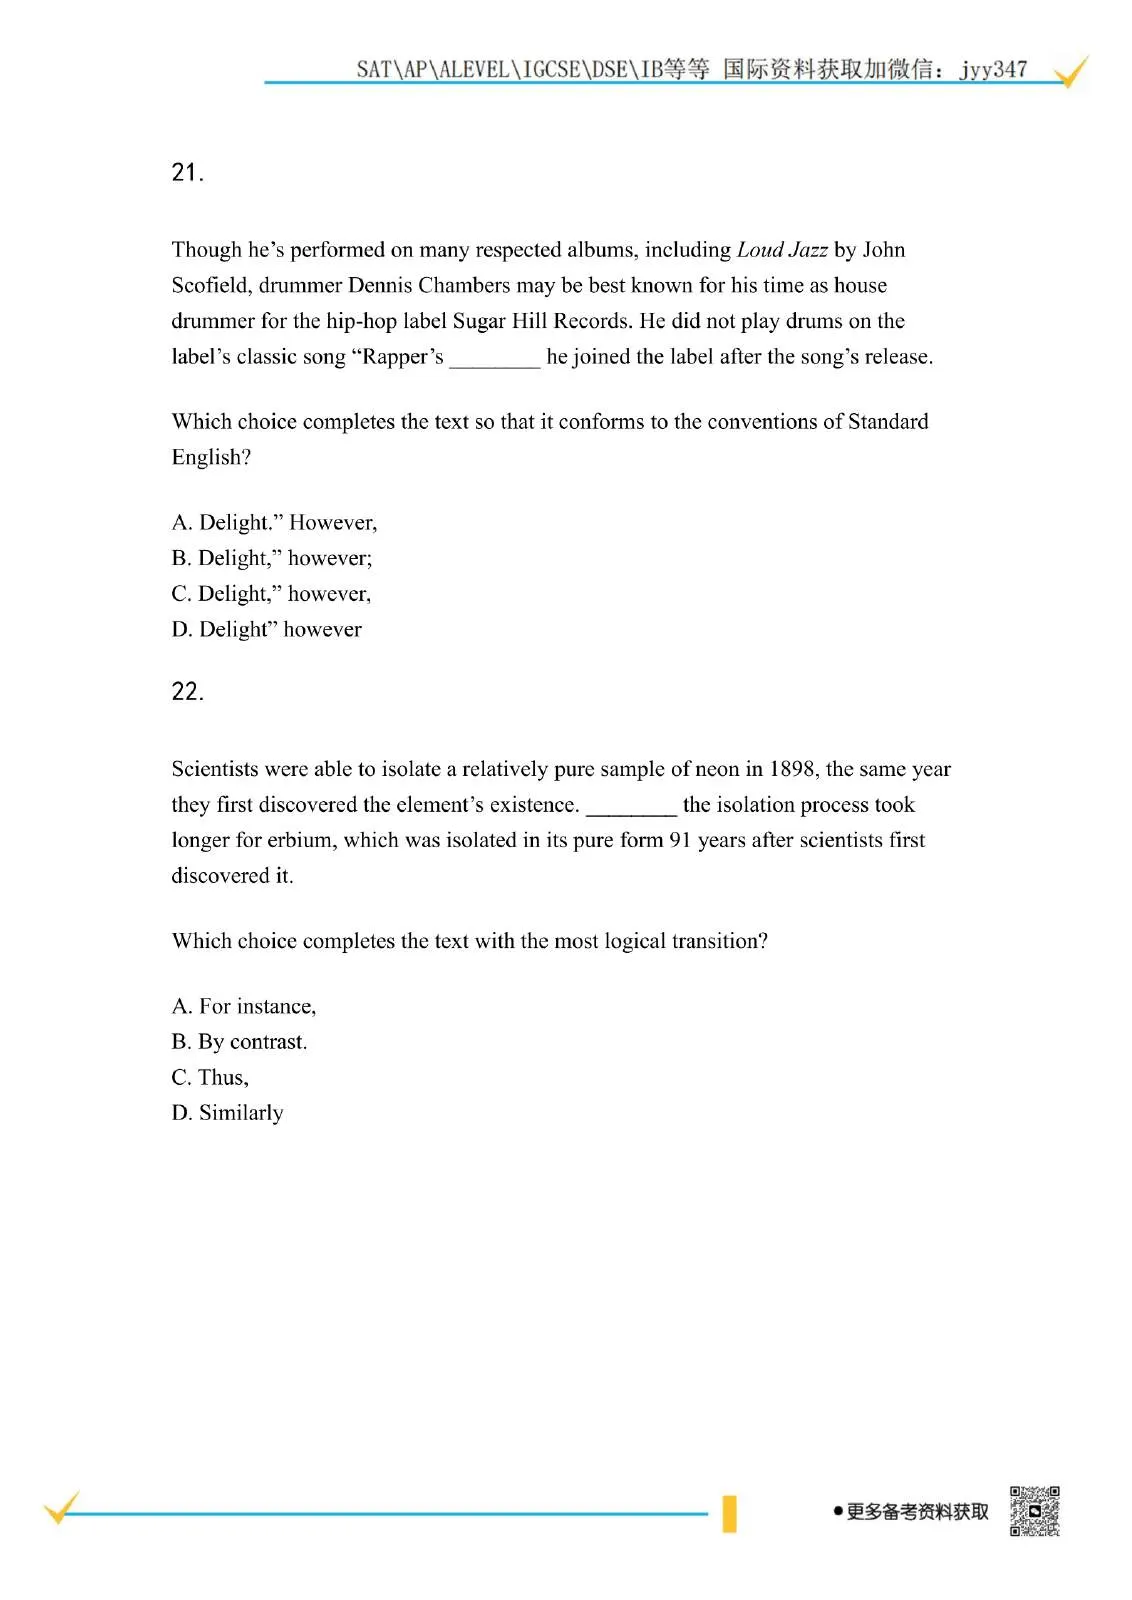 SAT\AP\ALEVEL\IGCSE\DSE\IB等等 国际资料获取加微信：jyy347
21.
Though he’s performed on many respected albums, including Loud Jazz by John
Scofield, drummer Dennis Chambers may be best known for his time as house
drummer for the hip-hop label Sugar Hill Records. He did not play drums on the
label’s classic song “Rapper’s ________ he joined the label after the song’s release.
Which choice completes the text so that it conforms to the conventions of Standard
English?
A. Delight.” However,
B. Delight,” however;
C. Delight,” however,
D. Delight” however
22.
Scientists were able to isolate a relatively pure sample of neon in 1898, the same year
they first discovered the element’s existence. ________ the isolation process took
longer for erbium, which was isolated in its pure form 91 years after scientists first
discovered it.
Which choice completes the text with the most logical transition?
A. For instance,
B. By contrast.
C. Thus,
D. Similarly
●更多备考资料获取